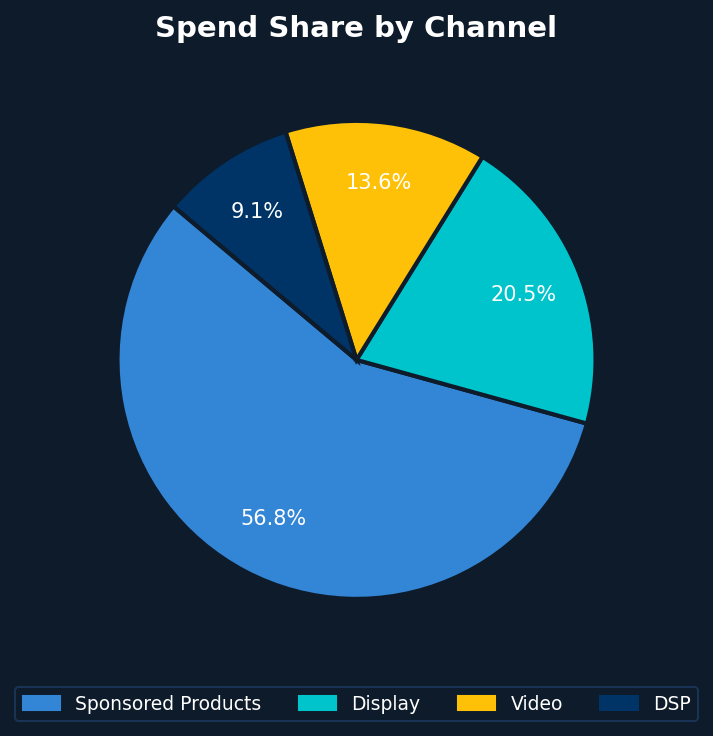 Spend Share by Channel
13.6%
9.1%
20.5%
56.8%
Sponsored Products Display Video DSP